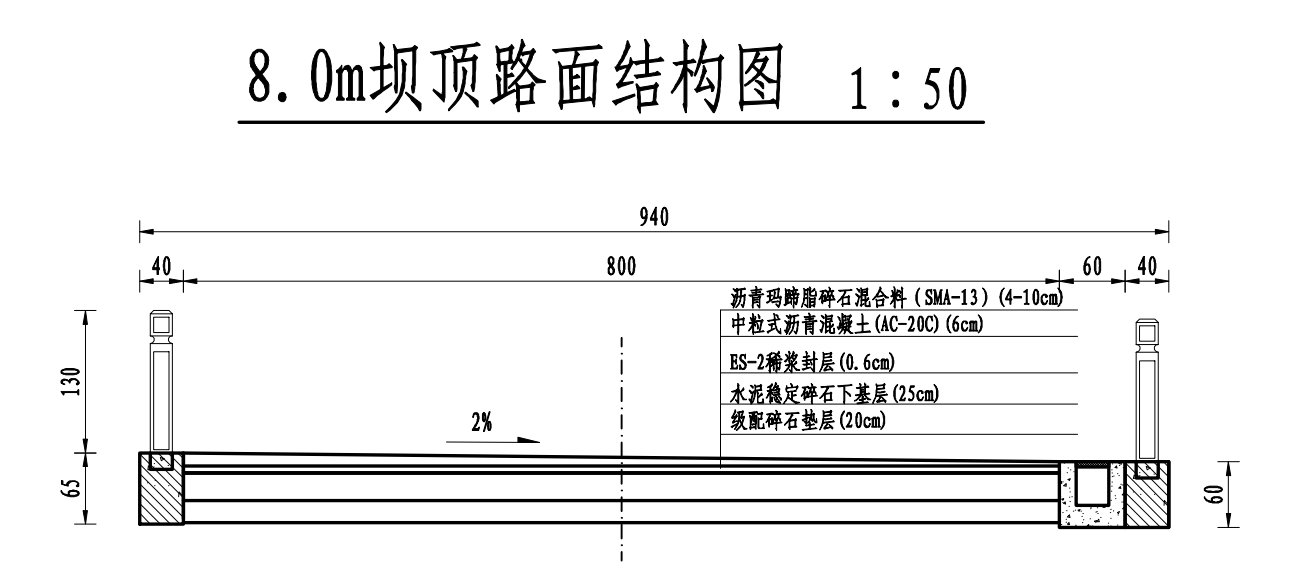 8.0m坝顶路面结构图 1:50
940
40 800 60 40
沥青玛蹄脂碎石混合料(SMA-13)(4-10cm)
中粒式沥青混凝土(AC-20C)(6cm)
ES-2稀浆封层(0.6cm)
水泥稳定碎石下基层(25cm)
级配碎石垫层(20cm)
130
2%
65
60